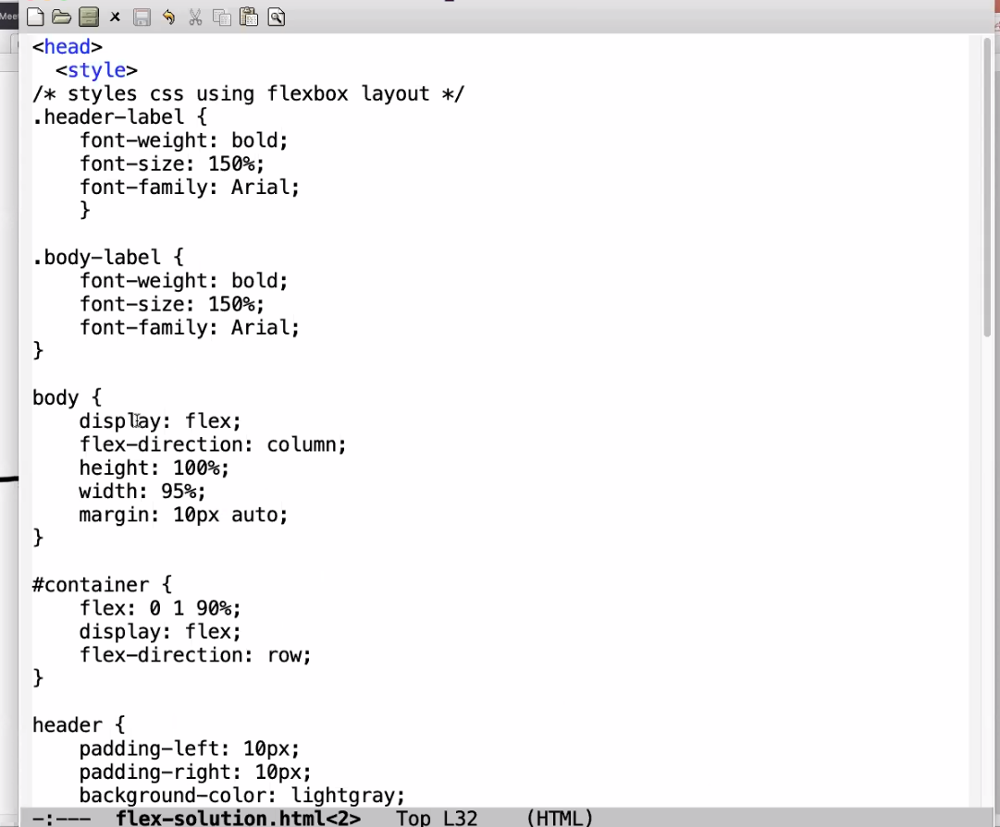 Mee
<head>
<style>
/* styles css using flexbox layout */
.header-label {
font-weight: bold;
font-size: 150%;
font-family: Arial;
}
.body-label {
font-weight: bold;
font-size: 150%;
font-family: Arial;
}
body {
display: flex;
flex-direction: column;
height: 100%;
width: 95%;
margin: 10px auto;
}
#container {
flex: 0 1 90%;
display: flex;
flex-direction: row;
}
header {
padding-left: 10px;
padding-right: 10px;
background-color: lightgray;
-:--- flex-solution.html<2> Top L32 (HTML)